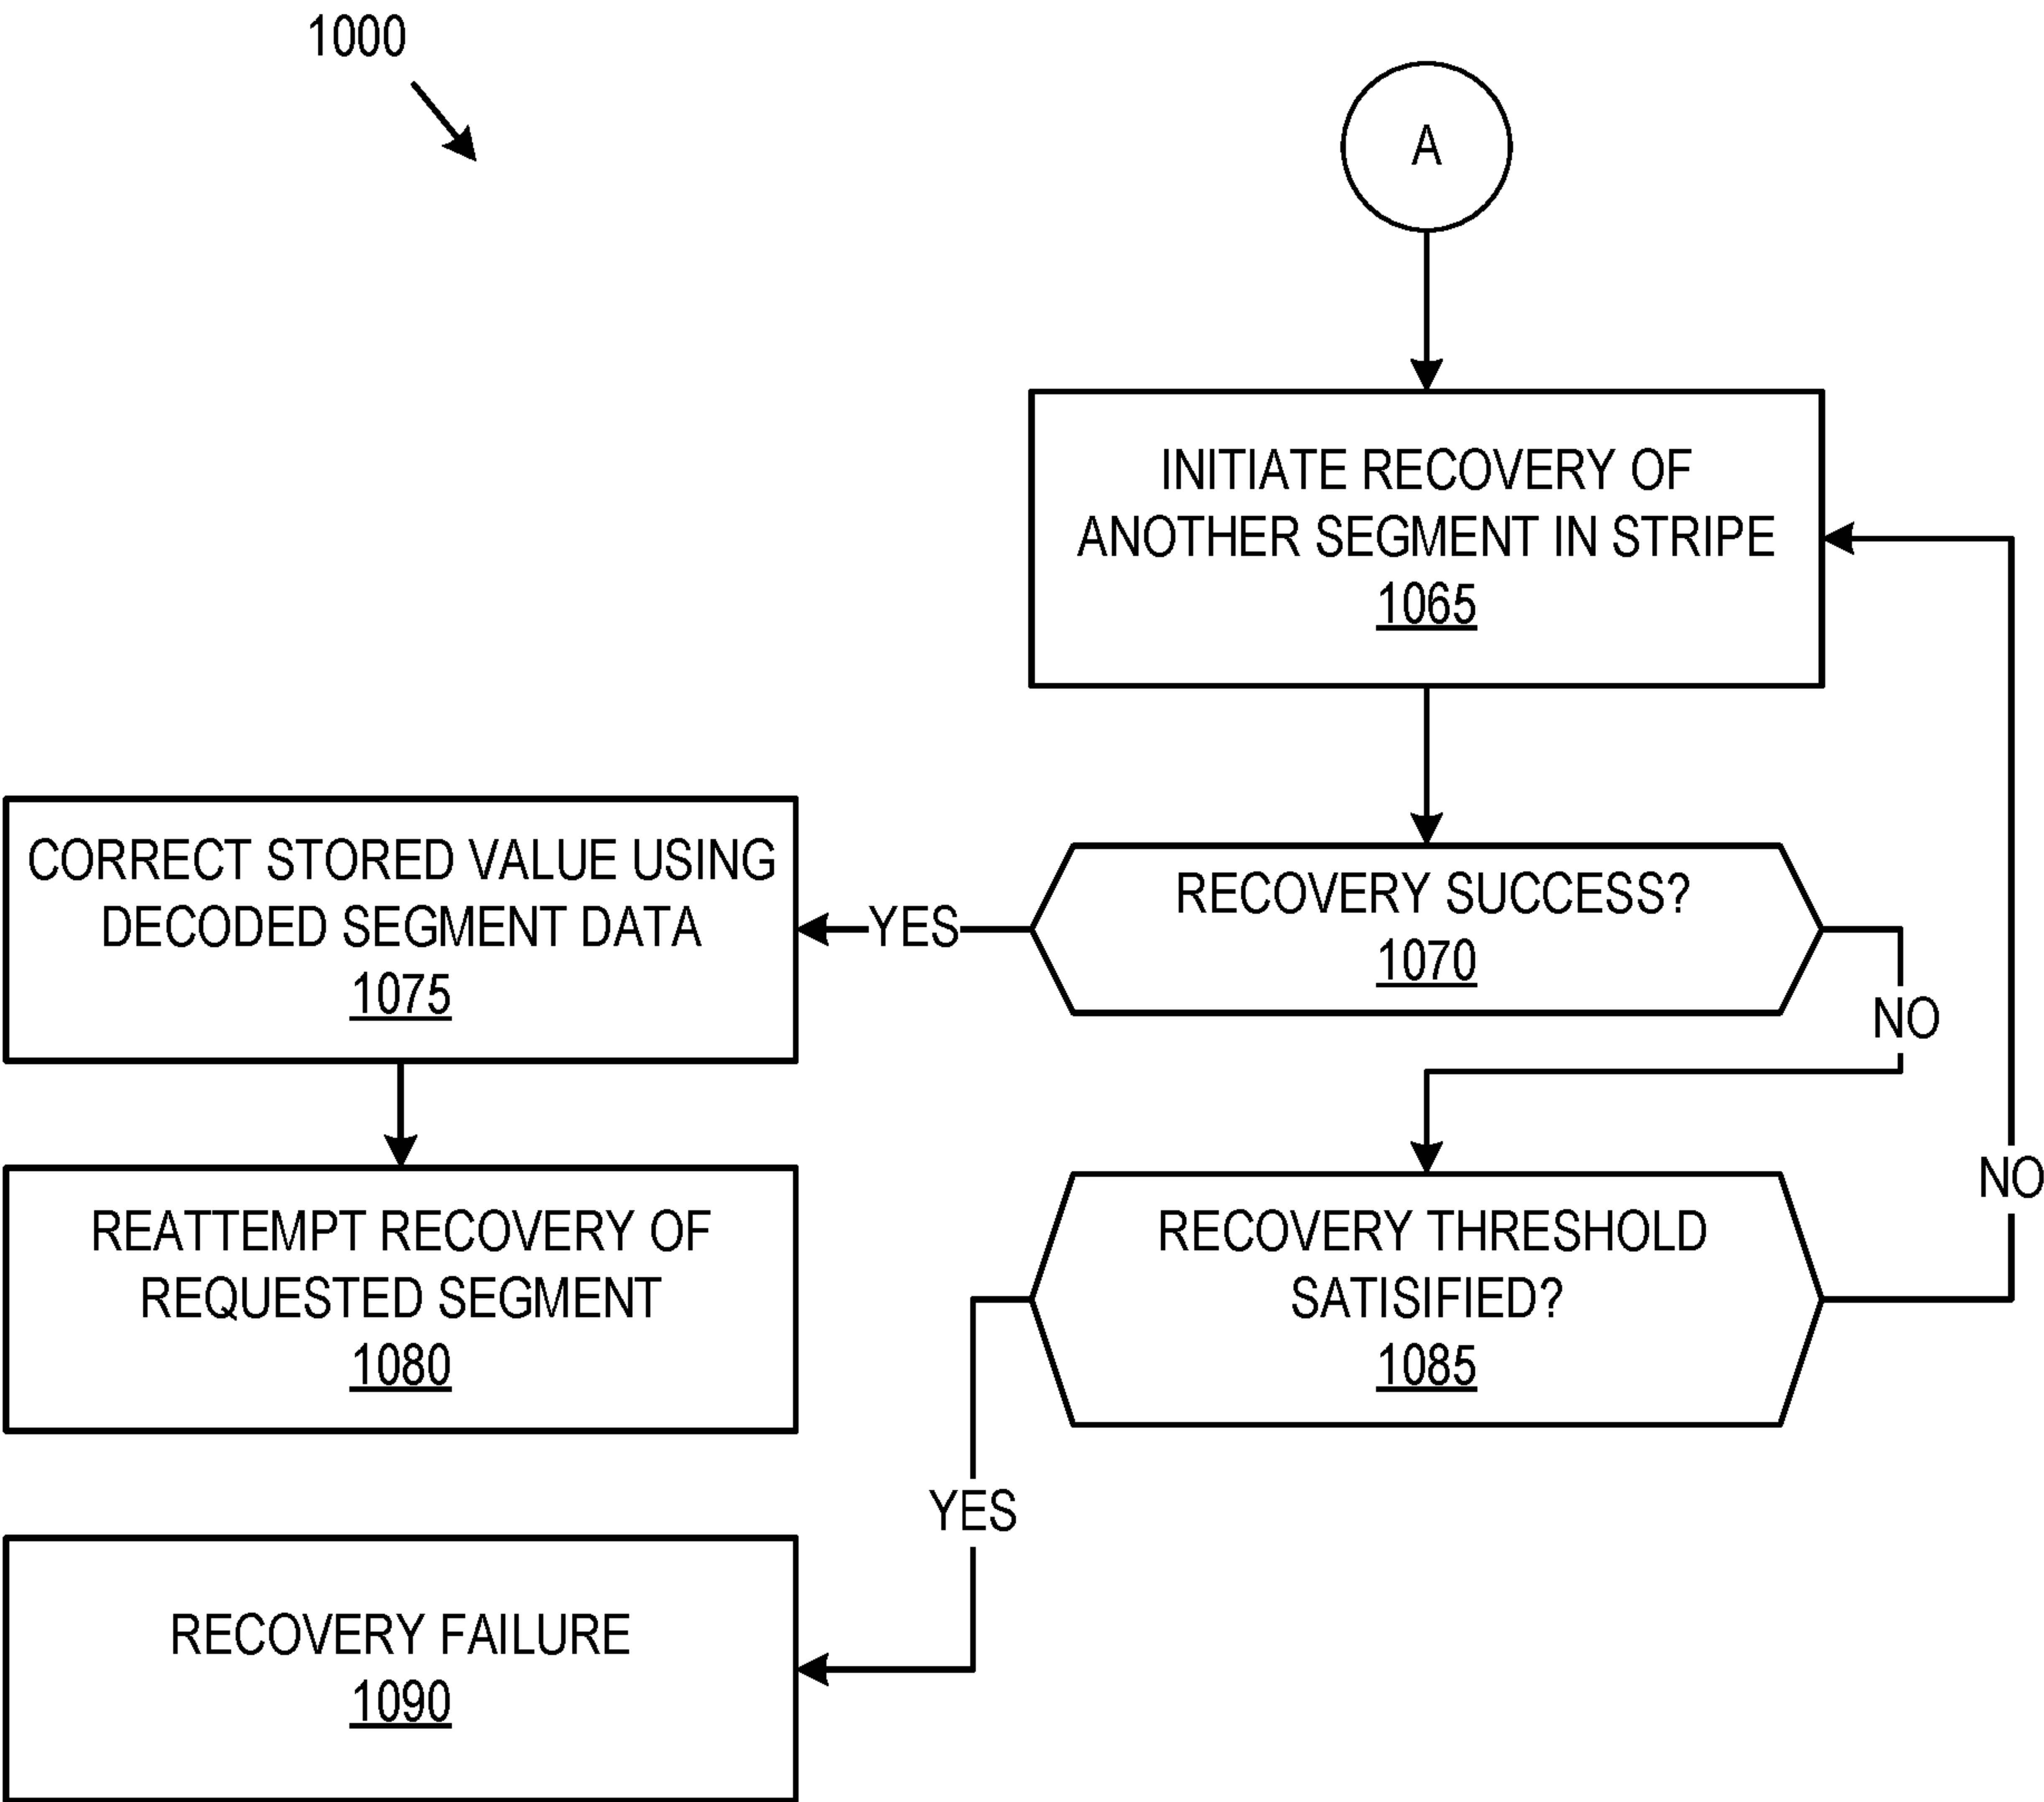 1000
A
INITIATE RECOVERY OF
ANOTHER SEGMENT IN STRIPE
1065
RECOVERY SUCCESS?
1070
YES
NO
CORRECT STORED VALUE USING
DECODED SEGMENT DATA
1075
REATTEMPT RECOVERY OF
REQUESTED SEGMENT
1080
RECOVERY THRESHOLD
SATISIFIED?
1085
NO
YES
RECOVERY FAILURE
1090